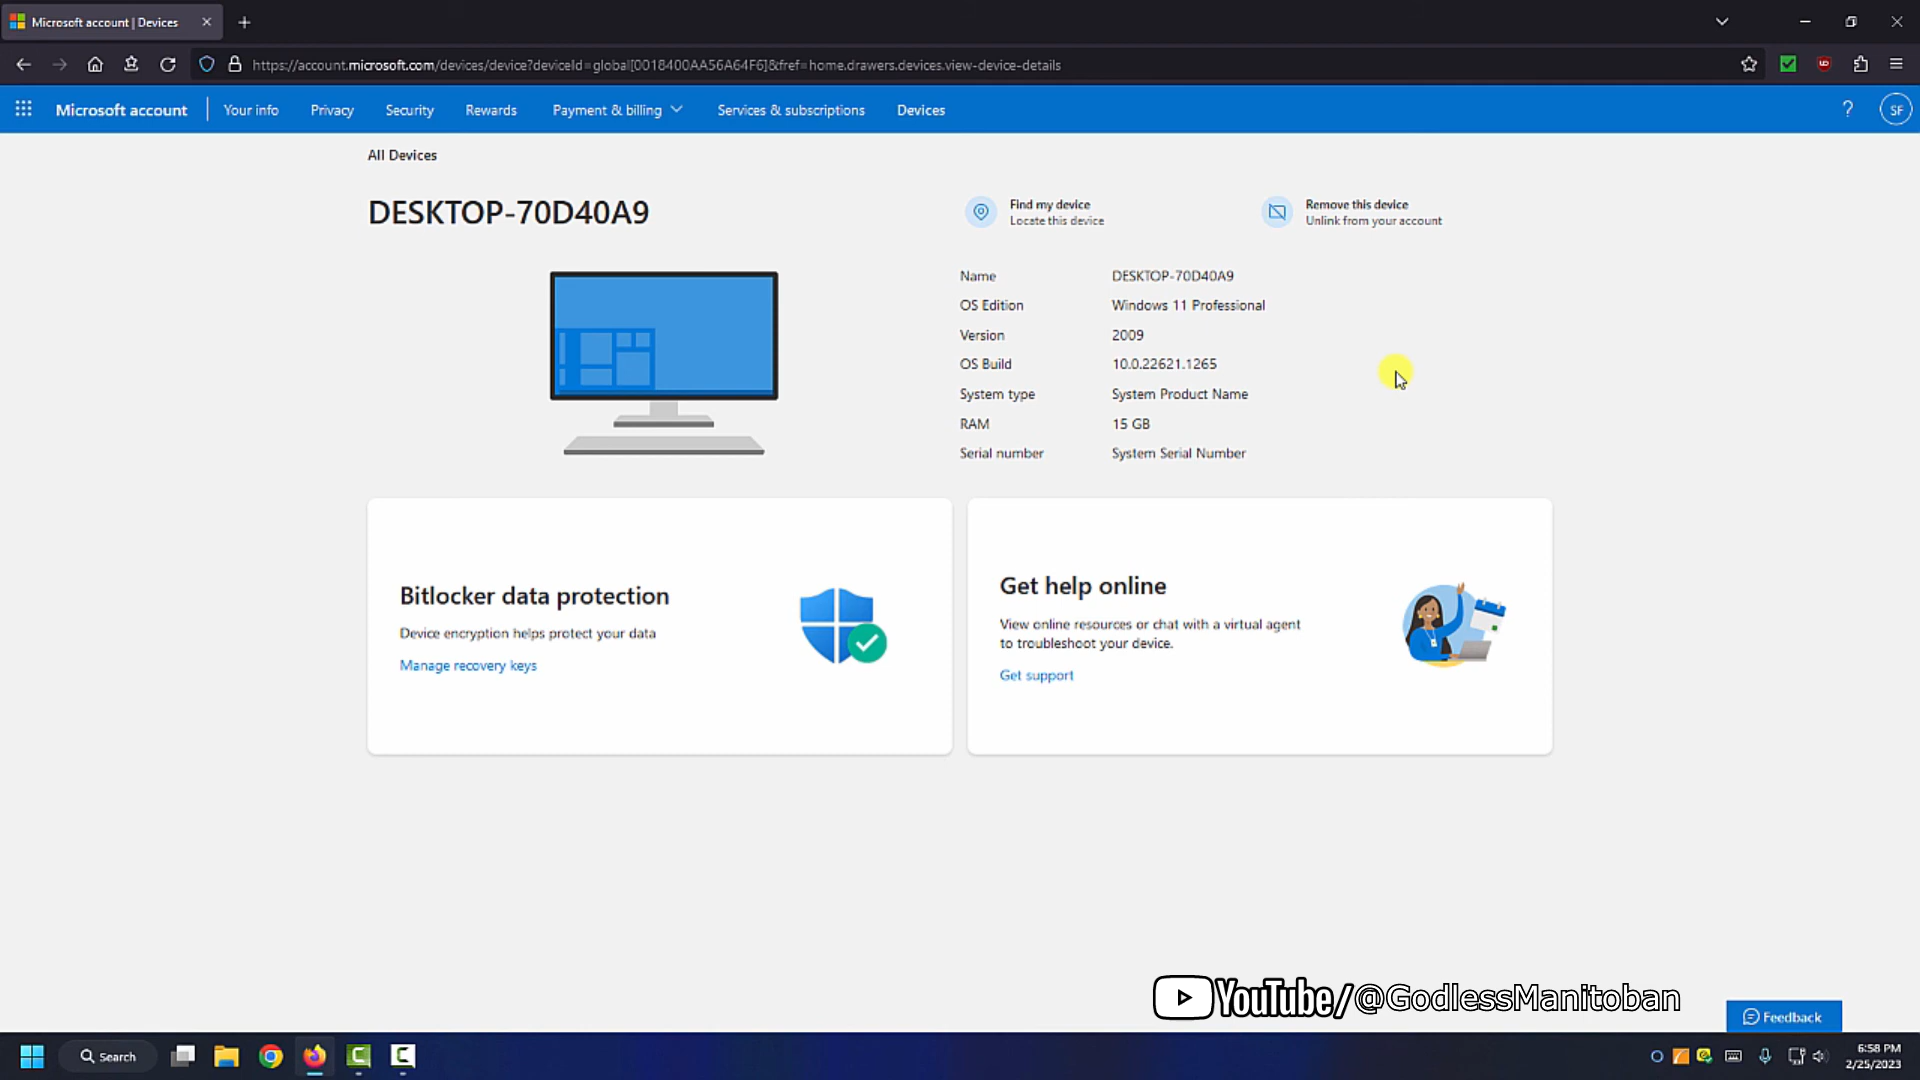 Microsoft account | Devices
https://account.microsoft.com/devices/device?deviceId=global[0018400AA56A64F6]&fref=home.drawers.devices.view-device-details
Microsoft account
Your info
Privacy
Security
Rewards
Payment & billing
Services & subscriptions
Devices
?
SF
All Devices
DESKTOP-70D40A9
Find my device
Locate this device
Remove this device
Unlink from your account
Name DESKTOP-70D40A9
OS Edition Windows 11 Professional
Version 2009
OS Build 10.0.22621.1265
System type System Product Name
RAM 15 GB
Serial number System Serial Number
Bitlocker data protection
Device encryption helps protect your data
Manage recovery keys
Get help online
View online resources or chat with a virtual agent
to troubleshoot your device.
Get support
YouTube/@GodlessManitoban
Feedback
Search
6:58 PM
2/25/2023